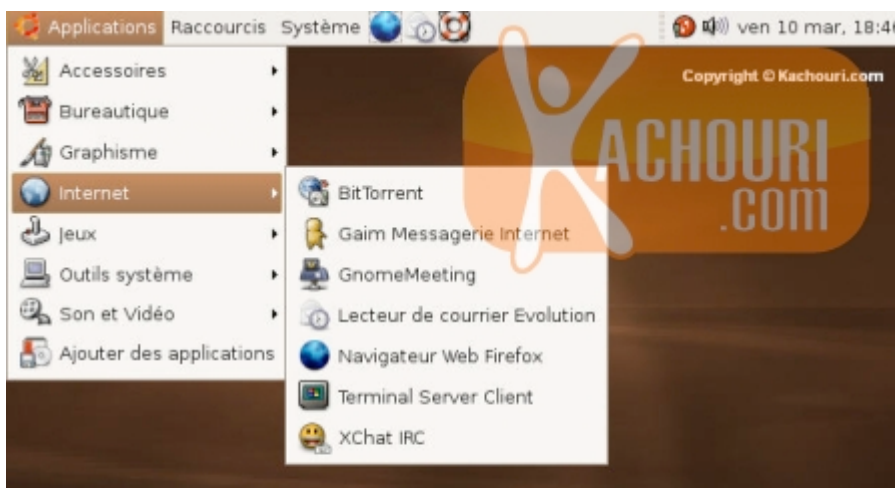 Applications Raccourcis Système ven 10 mar, 18:4
Accessoires
Copyright © Kachouri.com
Bureautique
Graphisme
KACHOURI
.com
Internet
BitTorrent
Jeux
Gaim Messagerie Internet
Outils système
GnomeMeeting
Son et Vidéo
Lecteur de courrier Evolution
Ajouter des applications
Navigateur Web Firefox
Terminal Server Client
XChat IRC